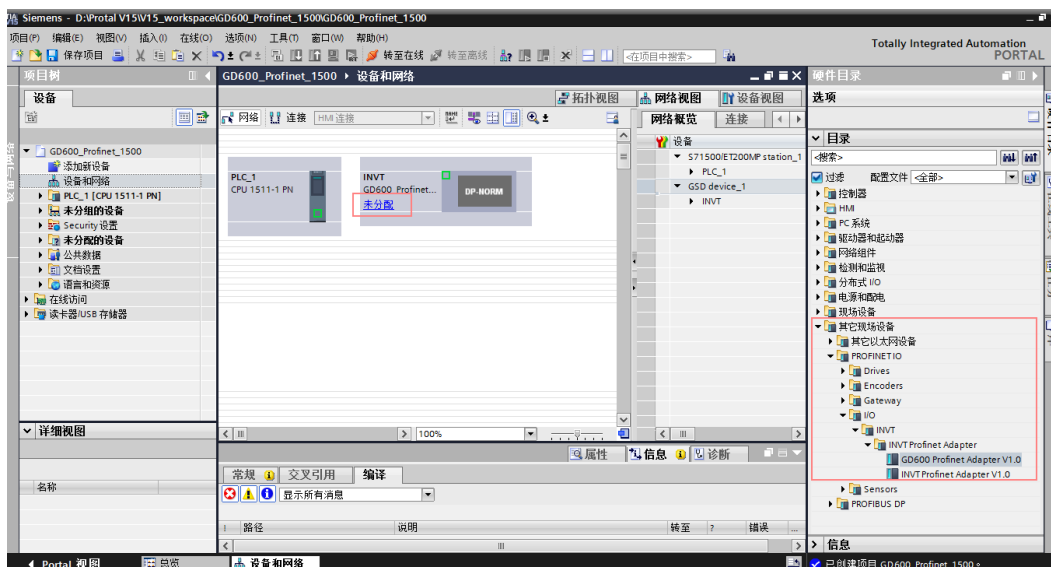 Siemens - D:\Protal V15\V15_workspace\GD600_Profinet_1500\GD600_Profinet_1500
项目(P) 编辑(E) 视图(V) 插入(I) 在线(O) 选项(N) 工具(T) 窗口(W) 帮助(H)
Totally Integrated Automation
PORTAL
保存项目 转至在线 转至离线 <在项目中搜索>
项目树
GD600_Profinet_1500 ▸ 设备和网络
硬件目录
设备
拓扑视图 网络视图 设备视图
选项
网络 连接 HMI 连接
网络概览 连接
GD600_Profinet_1500
添加新设备
设备和网络
PLC_1 [CPU 1511-1 PN]
未分组的设备
Security 设置
未分配的设备
公共数据
文档设置
语言和资源
在线访问
读卡器/USB 存储器
PLC_1
CPU 1511-1 PN
INVT
GD600 Profinet...
未分配
DP-NORM
设备
S71500/ET200MP station_1
PLC_1
GSD device_1
INVT
目录
<搜索>
过滤 配置文件 <全部>
控制器
HMI
PC 系统
驱动器和起动器
网络组件
检测和监视
分布式 I/O
电源和配电
现场设备
其它现场设备
其它以太网设备
PROFINET IO
Drives
Encoders
Gateway
I/O
INVT
INVT Profinet Adapter
GD600 Profinet Adapter V1.0
INVT Profinet Adapter V1.0
Sensors
PROFIBUS DP
详细视图
名称
100%
属性 信息 诊断
常规 交叉引用 编译
显示所有消息
! 路径 说明 转至 ? 错误 ...
信息
Portal 视图 总览 设备和网络
已创建项目 GD600_Profinet_1500。